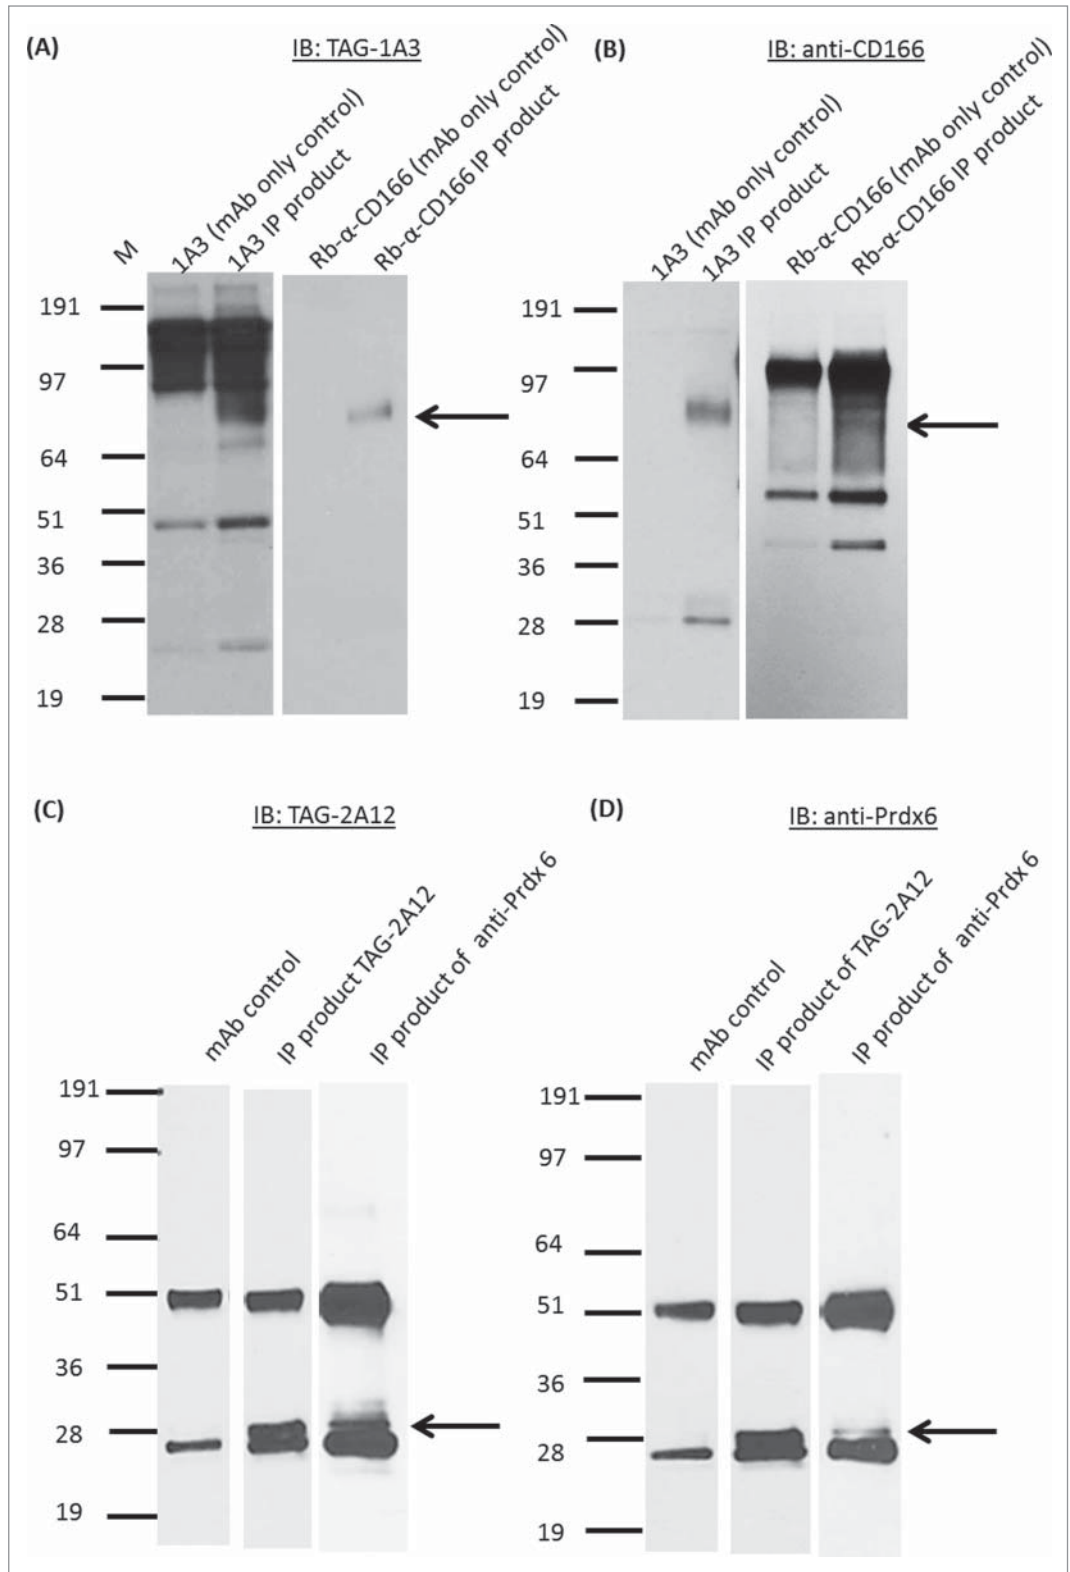 (A)
IB: TAG-1A3
M
1A3 (mAb only control)
1A3 IP product
Rb-α-CD166 (mAb only control)
Rb-α-CD166 IP product
191
97
64
51
36
28
19
(B)
IB: anti-CD166
1A3 (mAb only control)
1A3 IP product
Rb-α-CD166 (mAb only control)
Rb-α-CD166 IP product
191
97
64
51
36
28
19
(C)
IB: TAG-2A12
mAb control
IP product TAG-2A12
IP product of anti-Prdx 6
191
97
64
51
36
28
19
(D)
IB: anti-Prdx6
mAb control
IP product of TAG-2A12
IP product of anti-Prdx 6
191
97
64
51
36
28
19